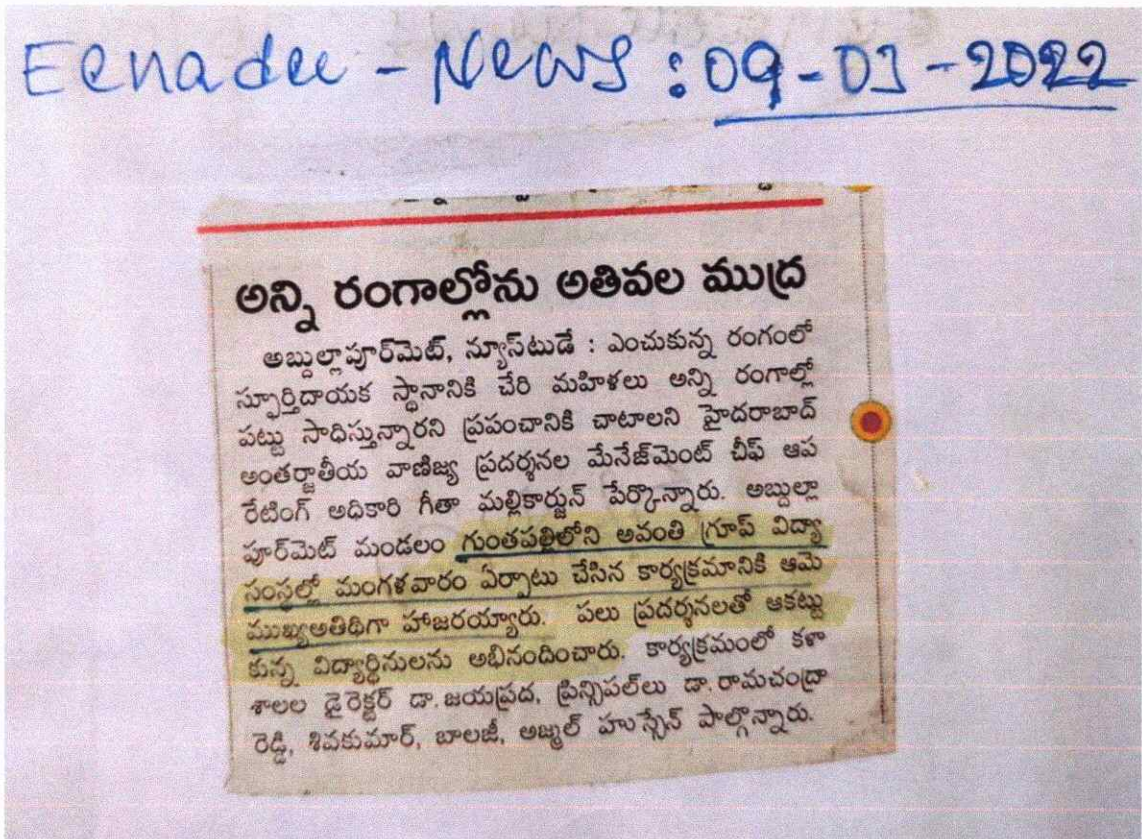 Eenadu - News : 09-03-2022
అన్ని రంగాల్లోను అతివల ముద్ర
అబ్దుల్లాపూర్‌మెట్, న్యూస్‌టుడే : ఎంచుకున్న రంగంలో
స్ఫూర్తిదాయక స్థానానికి చేరి మహిళలు అన్ని రంగాల్లో
పట్టు సాధిస్తున్నారని ప్రపంచానికి చాటాలని హైదరాబాద్
అంతర్జాతీయ వాణిజ్య ప్రదర్శనల మేనేజ్‌మెంట్ చీఫ్ ఆప
రేటింగ్ అధికారి గీతా మల్లికార్జున్ పేర్కొన్నారు. అబ్దుల్లా
పూర్‌మెట్ మండలం గుంతపల్లిలోని అవంతి గ్రూప్ విద్యా
సంస్థల్లో మంగళవారం ఏర్పాటు చేసిన కార్యక్రమానికి ఆమె
ముఖ్యఅతిథిగా హాజరయ్యారు. పలు ప్రదర్శనలతో ఆకట్టు
కున్న విద్యార్థినులను అభినందించారు. కార్యక్రమంలో కళా
శాలల డైరెక్టర్ డా. జయప్రద, ప్రిన్సిపల్‌లు డా. రామచంద్రా
రెడ్డి, శివకుమార్, బాలజీ, అజ్మల్ హుస్సేన్ పాల్గొన్నారు.